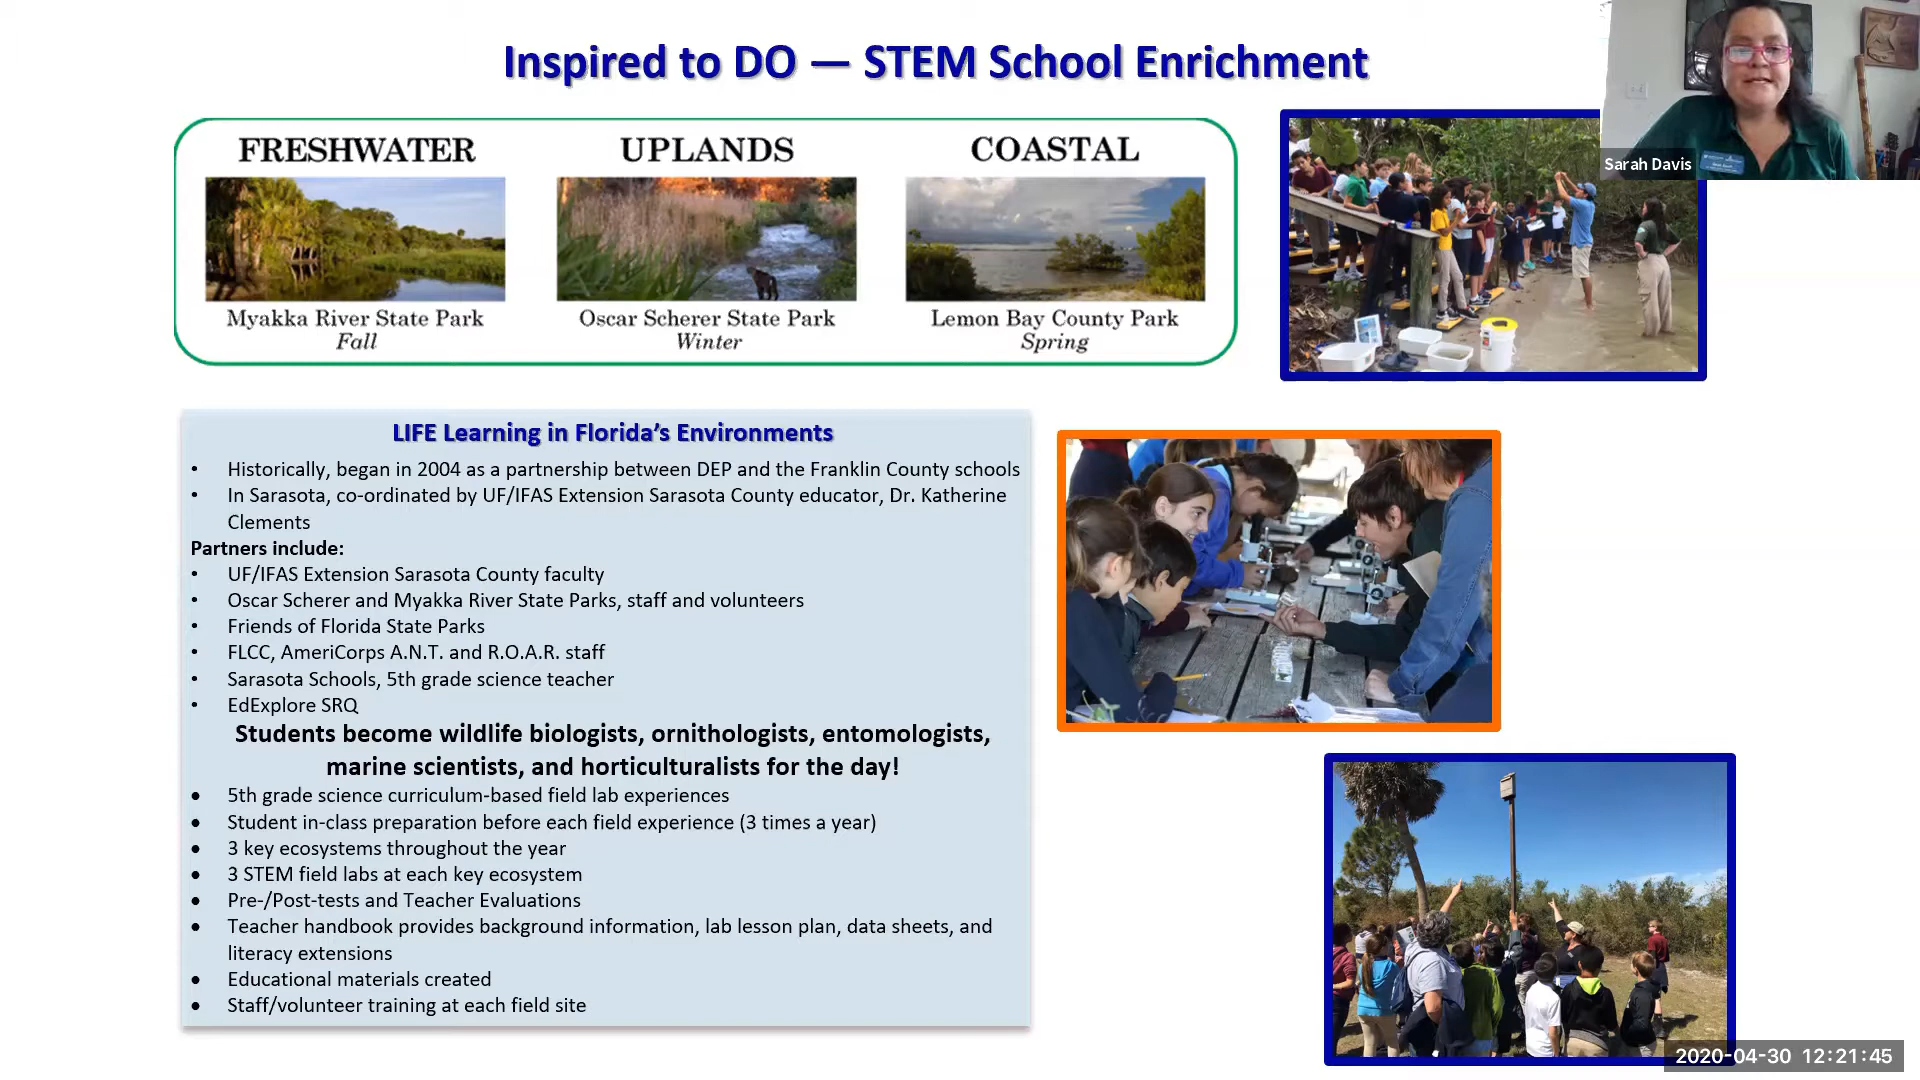 Inspired to DO — STEM School Enrichment
FRESHWATER
UPLANDS
COASTAL
Myakka River State Park
Fall
Oscar Scherer State Park
Winter
Lemon Bay County Park
Spring
Sarah Davis
LIFE Learning in Florida's Environments
• Historically, began in 2004 as a partnership between DEP and the Franklin County schools
• In Sarasota, co-ordinated by UF/IFAS Extension Sarasota County educator, Dr. Katherine
Clements
Partners include:
• UF/IFAS Extension Sarasota County faculty
• Oscar Scherer and Myakka River State Parks, staff and volunteers
• Friends of Florida State Parks
• FLCC, AmeriCorps A.N.T. and R.O.A.R. staff
• Sarasota Schools, 5th grade science teacher
• EdExplore SRQ
Students become wildlife biologists, ornithologists, entomologists,
marine scientists, and horticulturalists for the day!
• 5th grade science curriculum-based field lab experiences
• Student in-class preparation before each field experience (3 times a year)
• 3 key ecosystems throughout the year
• 3 STEM field labs at each key ecosystem
• Pre-/Post-tests and Teacher Evaluations
• Teacher handbook provides background information, lab lesson plan, data sheets, and
literacy extensions
• Educational materials created
• Staff/volunteer training at each field site
2020-04-30 12:21:45